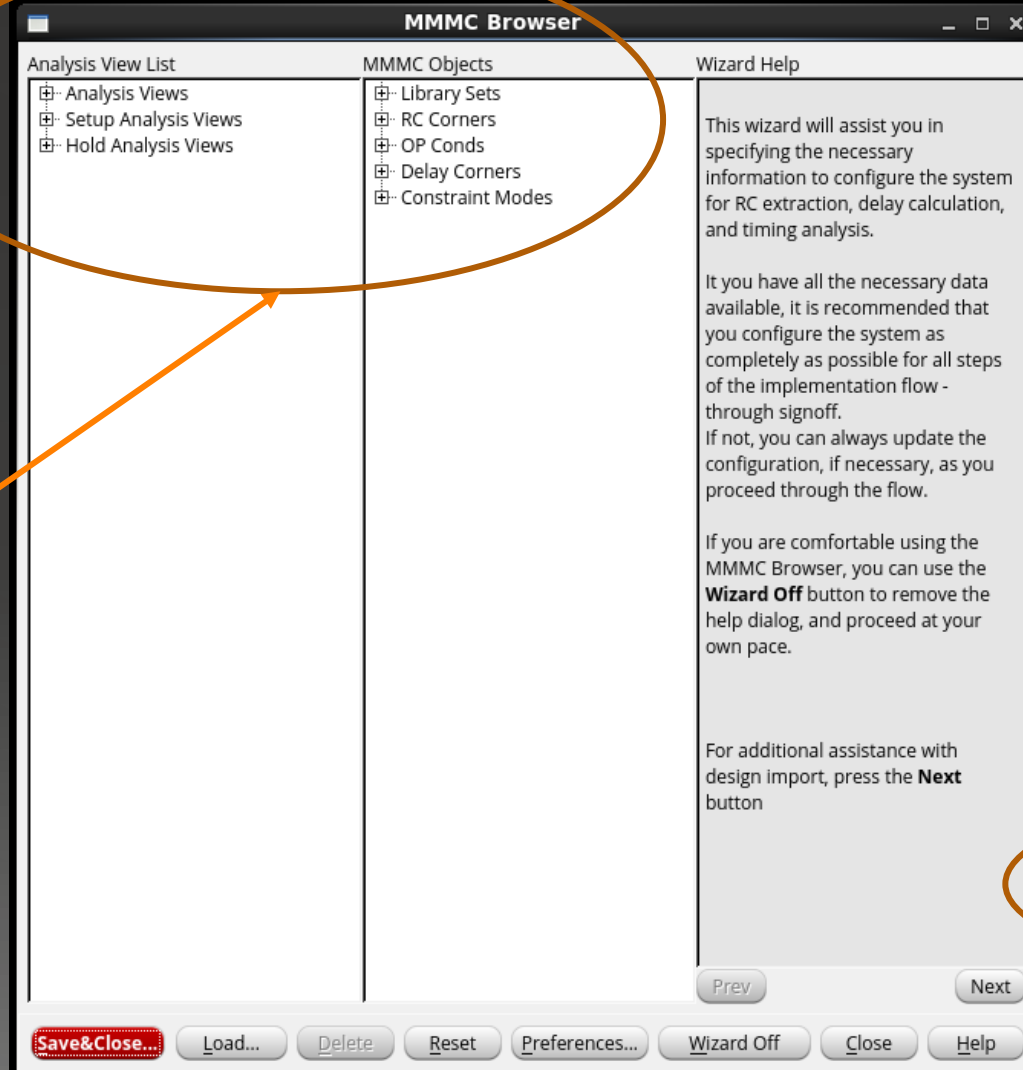 MMMC Browser
Analysis View List
Analysis Views
Setup Analysis Views
Hold Analysis Views
MMMC Objects
Library Sets
RC Corners
OP Conds
Delay Corners
Constraint Modes
Wizard Help
This wizard will assist you in
specifying the necessary
information to configure the system
for RC extraction, delay calculation,
and timing analysis.
It you have all the necessary data
available, it is recommended that
you configure the system as
completely as possible for all steps
of the implementation flow -
through signoff.
If not, you can always update the
configuration, if necessary, as you
proceed through the flow.
If you are comfortable using the
MMMC Browser, you can use the
Wizard Off button to remove the
help dialog, and proceed at your
own pace.
For additional assistance with
design import, press the Next
button
Prev Next
Save&Close... Load... Delete Reset Preferences... Wizard Off Close Help